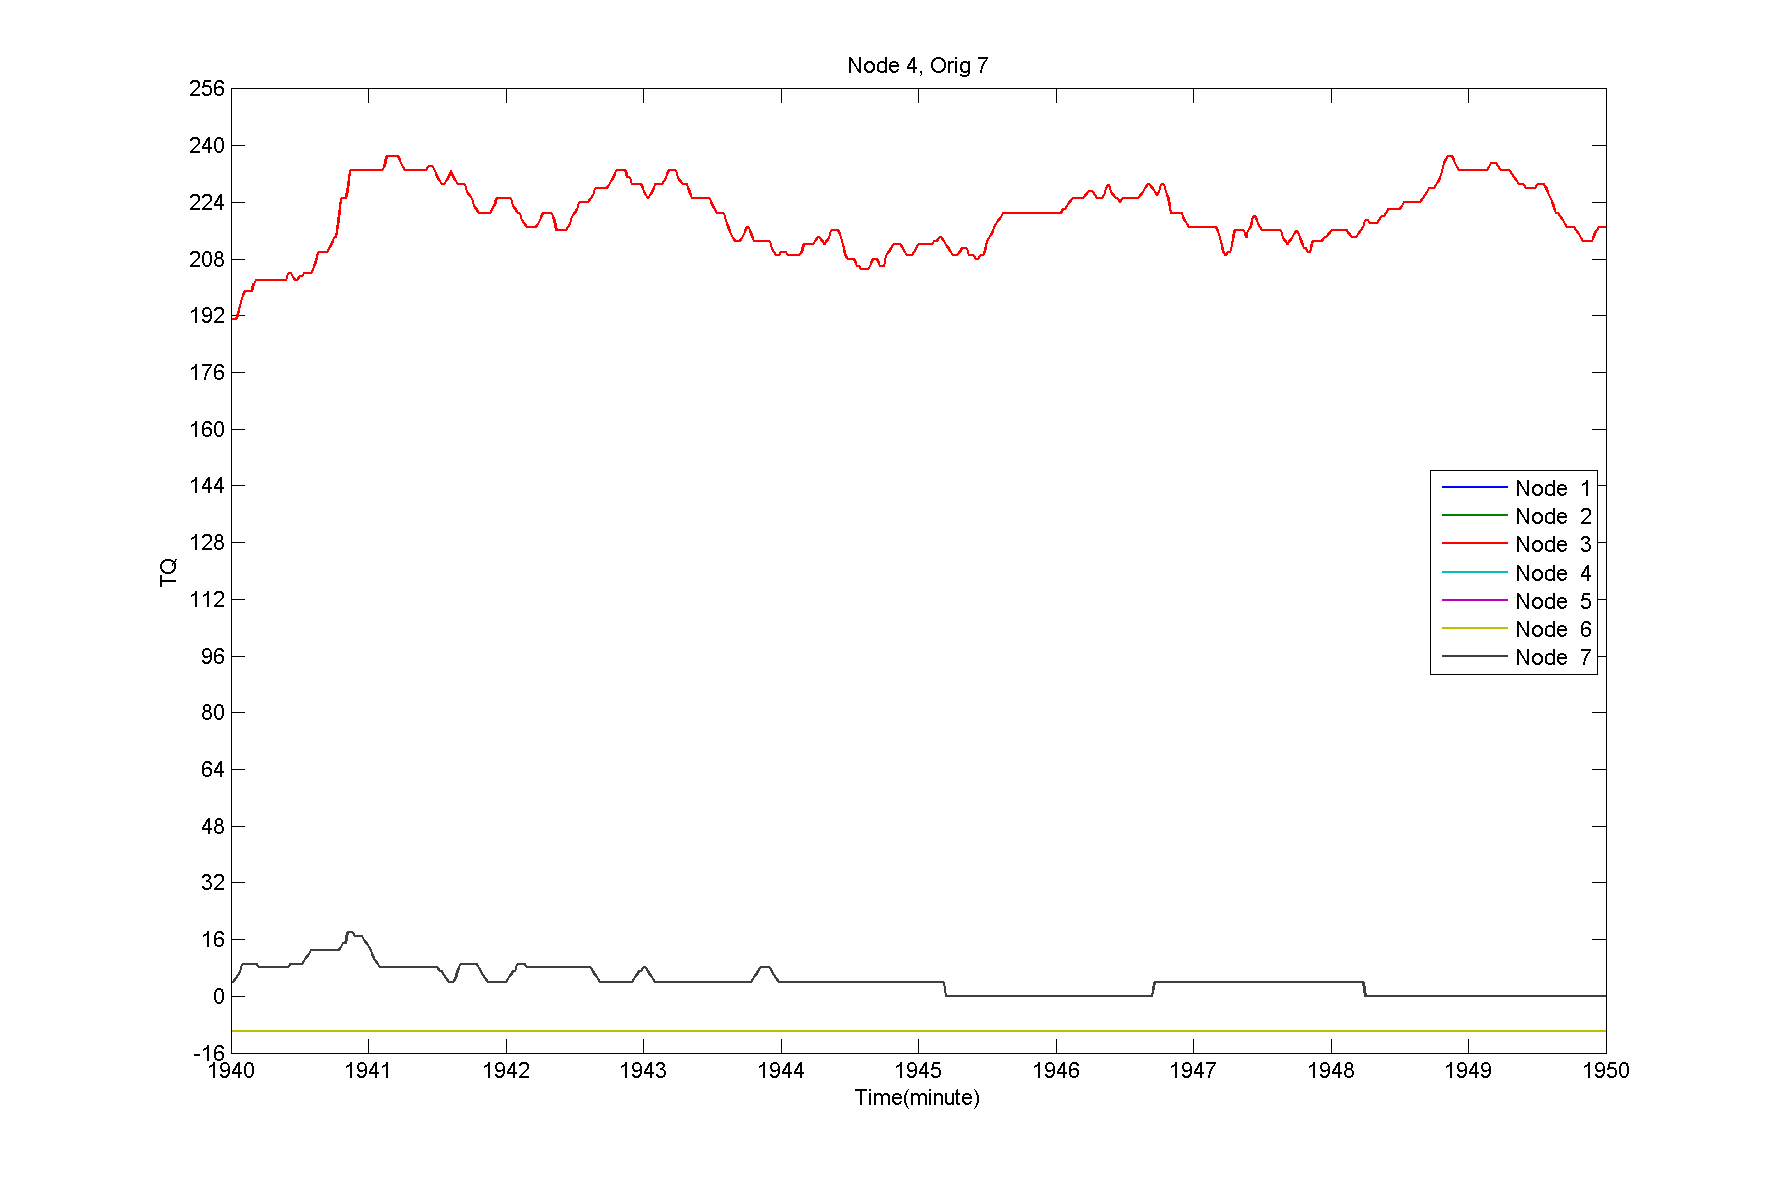 Node 4, Orig 7
256
240
224
208
192
176
160
144
128
112
96
80
64
48
32
16
0
-16
TQ
Node 1
Node 2
Node 3
Node 4
Node 5
Node 6
Node 7
1940 1941 1942 1943 1944 1945 1946 1947 1948 1949 1950
Time(minute)